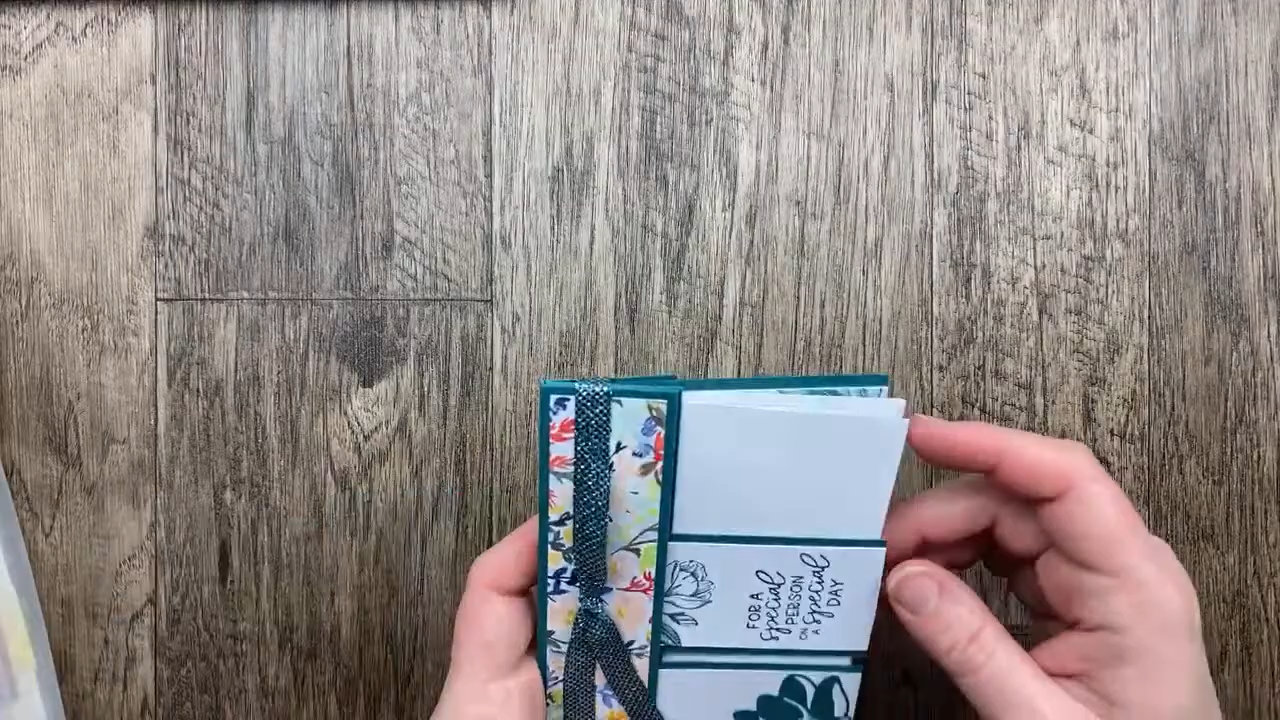 FOR A
special
PERSON
ON
A special
DAY